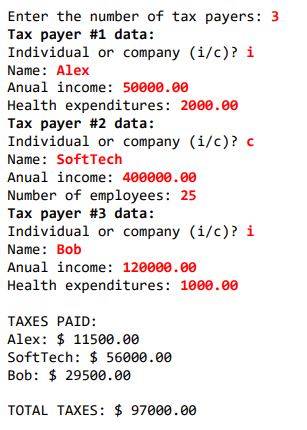 Enter the number of tax payers: 3
Tax payer #1 data:
Individual or company (i/c)? i
Name: Alex
Anual income: 50000.00
Health expenditures: 2000.00
Tax payer #2 data:
Individual or company (i/c)? c
Name: SoftTech
Anual income: 400000.00
Number of employees: 25
Tax payer #3 data:
Individual or company (i/c)? i
Name: Bob
Anual income: 120000.00
Health expenditures: 1000.00
TAXES PAID:
Alex: $ 11500.00
SoftTech: $ 56000.00
Bob: $ 29500.00
TOTAL TAXES: $ 97000.00